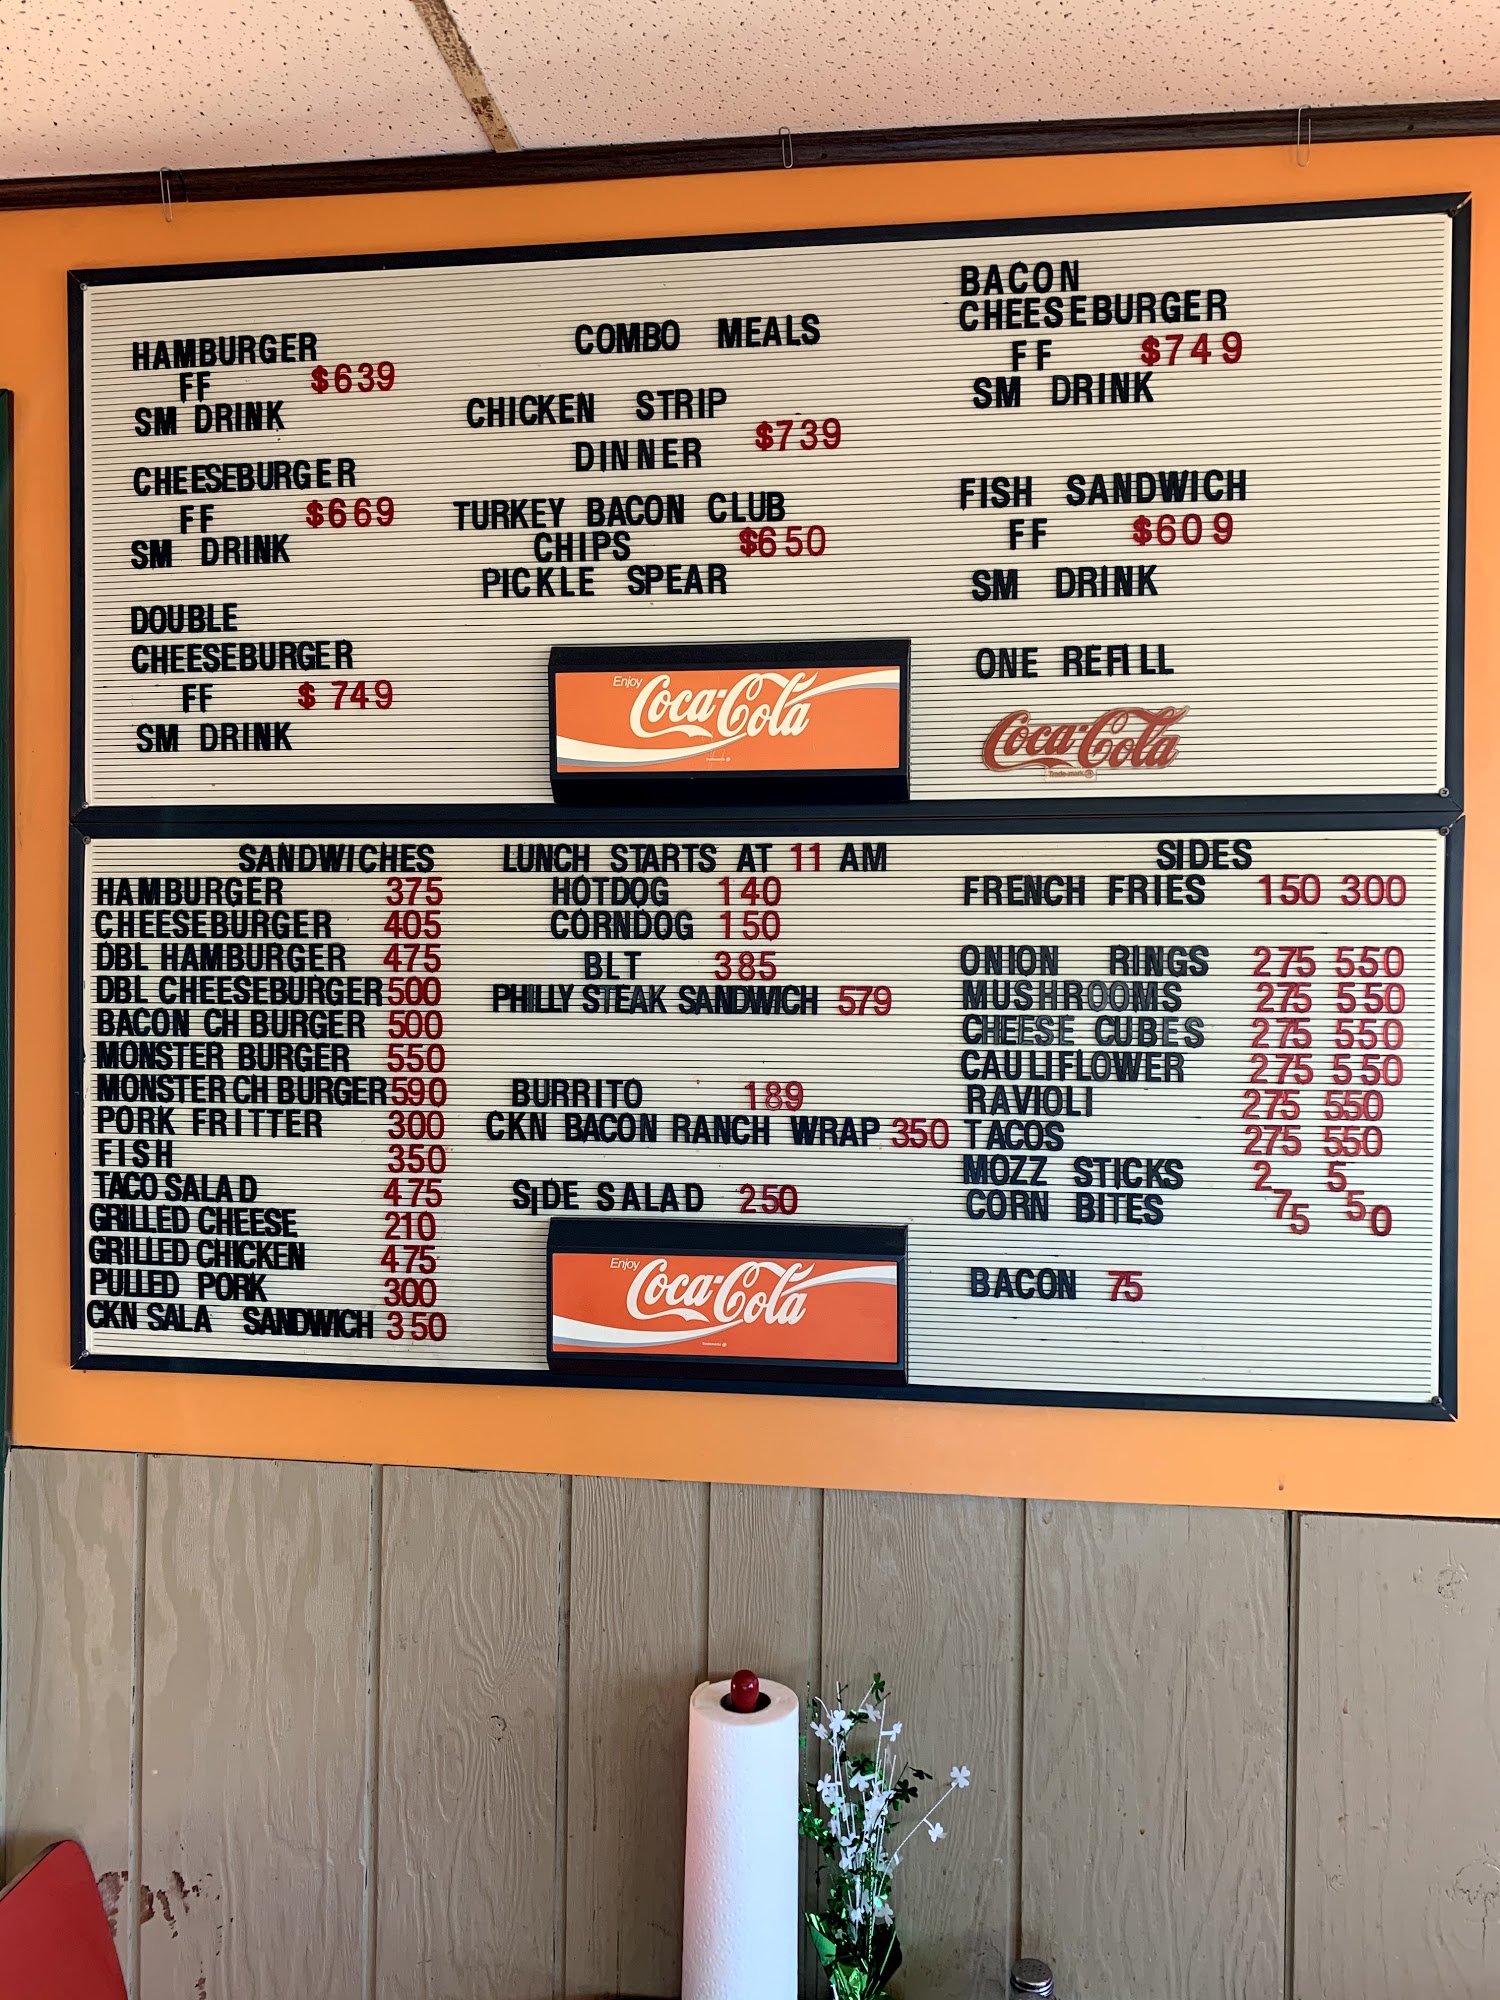 HAMBURGER
FF $639
SM DRINK
CHEESEBURGER
FF $669
SM DRINK
DOUBLE
CHEESEBURGER
FF $749
SM DRINK
COMBO MEALS
CHICKEN STRIP
DINNER $739
TURKEY BACON CLUB
CHIPS $650
PICKLE SPEAR
Enjoy
Coca-Cola
BACON
CHEESEBURGER
FF $749
SM DRINK
FISH SANDWICH
FF $609
SM DRINK
ONE REFILL
Coca-Cola
Trade-mark ®
SANDWICHES
HAMBURGER 375
CHEESEBURGER 405
DBL HAMBURGER 475
DBL CHEESEBURGER 500
BACON CH BURGER 500
MONSTER BURGER 550
MONSTER CH BURGER 590
PORK FRITTER 300
FISH 350
TACO SALAD 475
GRILLED CHEESE 210
GRILLED CHICKEN 475
PULLED PORK 300
CKN SALA SANDWICH 350
LUNCH STARTS AT 11 AM
HOTDOG 140
CORNDOG 150
BLT 385
PHILLY STEAK SANDWICH 579
BURRITO 189
CKN BACON RANCH WRAP 350
SIDE SALAD 250
Enjoy
Coca-Cola
SIDES
FRENCH FRIES 150 300
ONION RINGS 275 550
MUSHROOMS 275 550
CHEESE CUBES 275 550
CAULIFLOWER 275 550
RAVIOLI 275 550
TACOS 275 550
MOZZ STICKS 2 5
CORN BITES 75 50
BACON 75